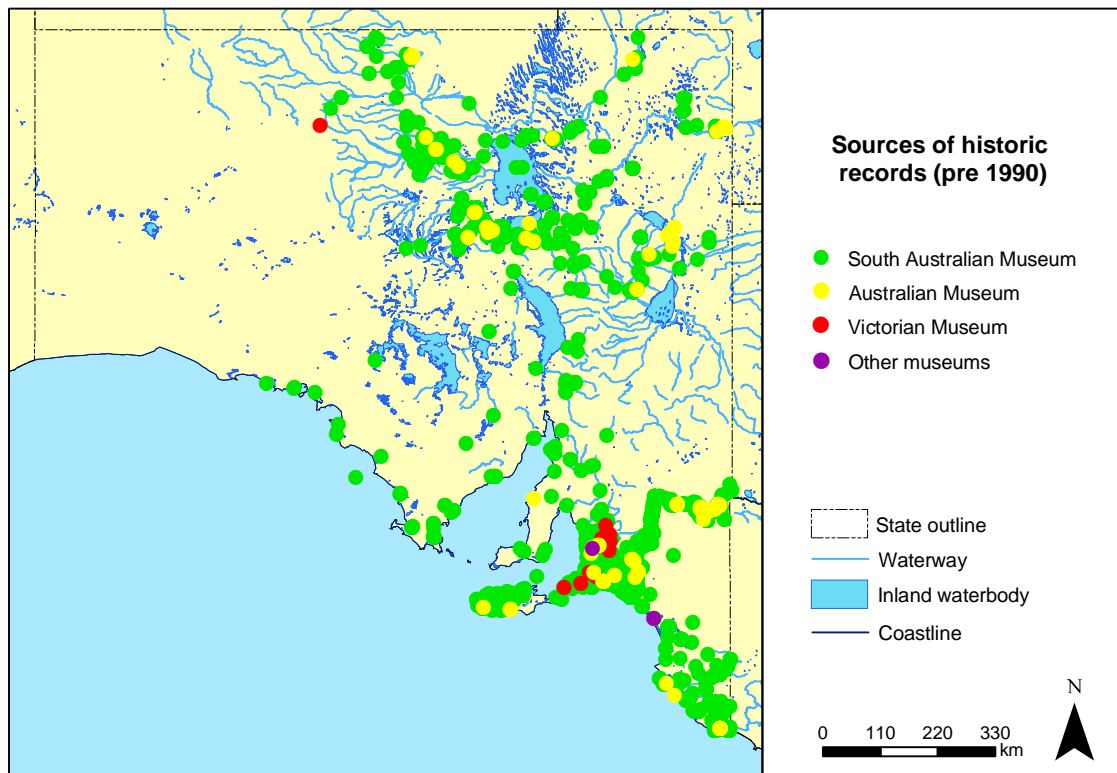 Sources of historic
records (pre 1990)
South Australian Museum
Australian Museum
Victorian Museum
Other museums
State outline
Waterway
Inland waterbody
Coastline
N
0 110 220 330
km